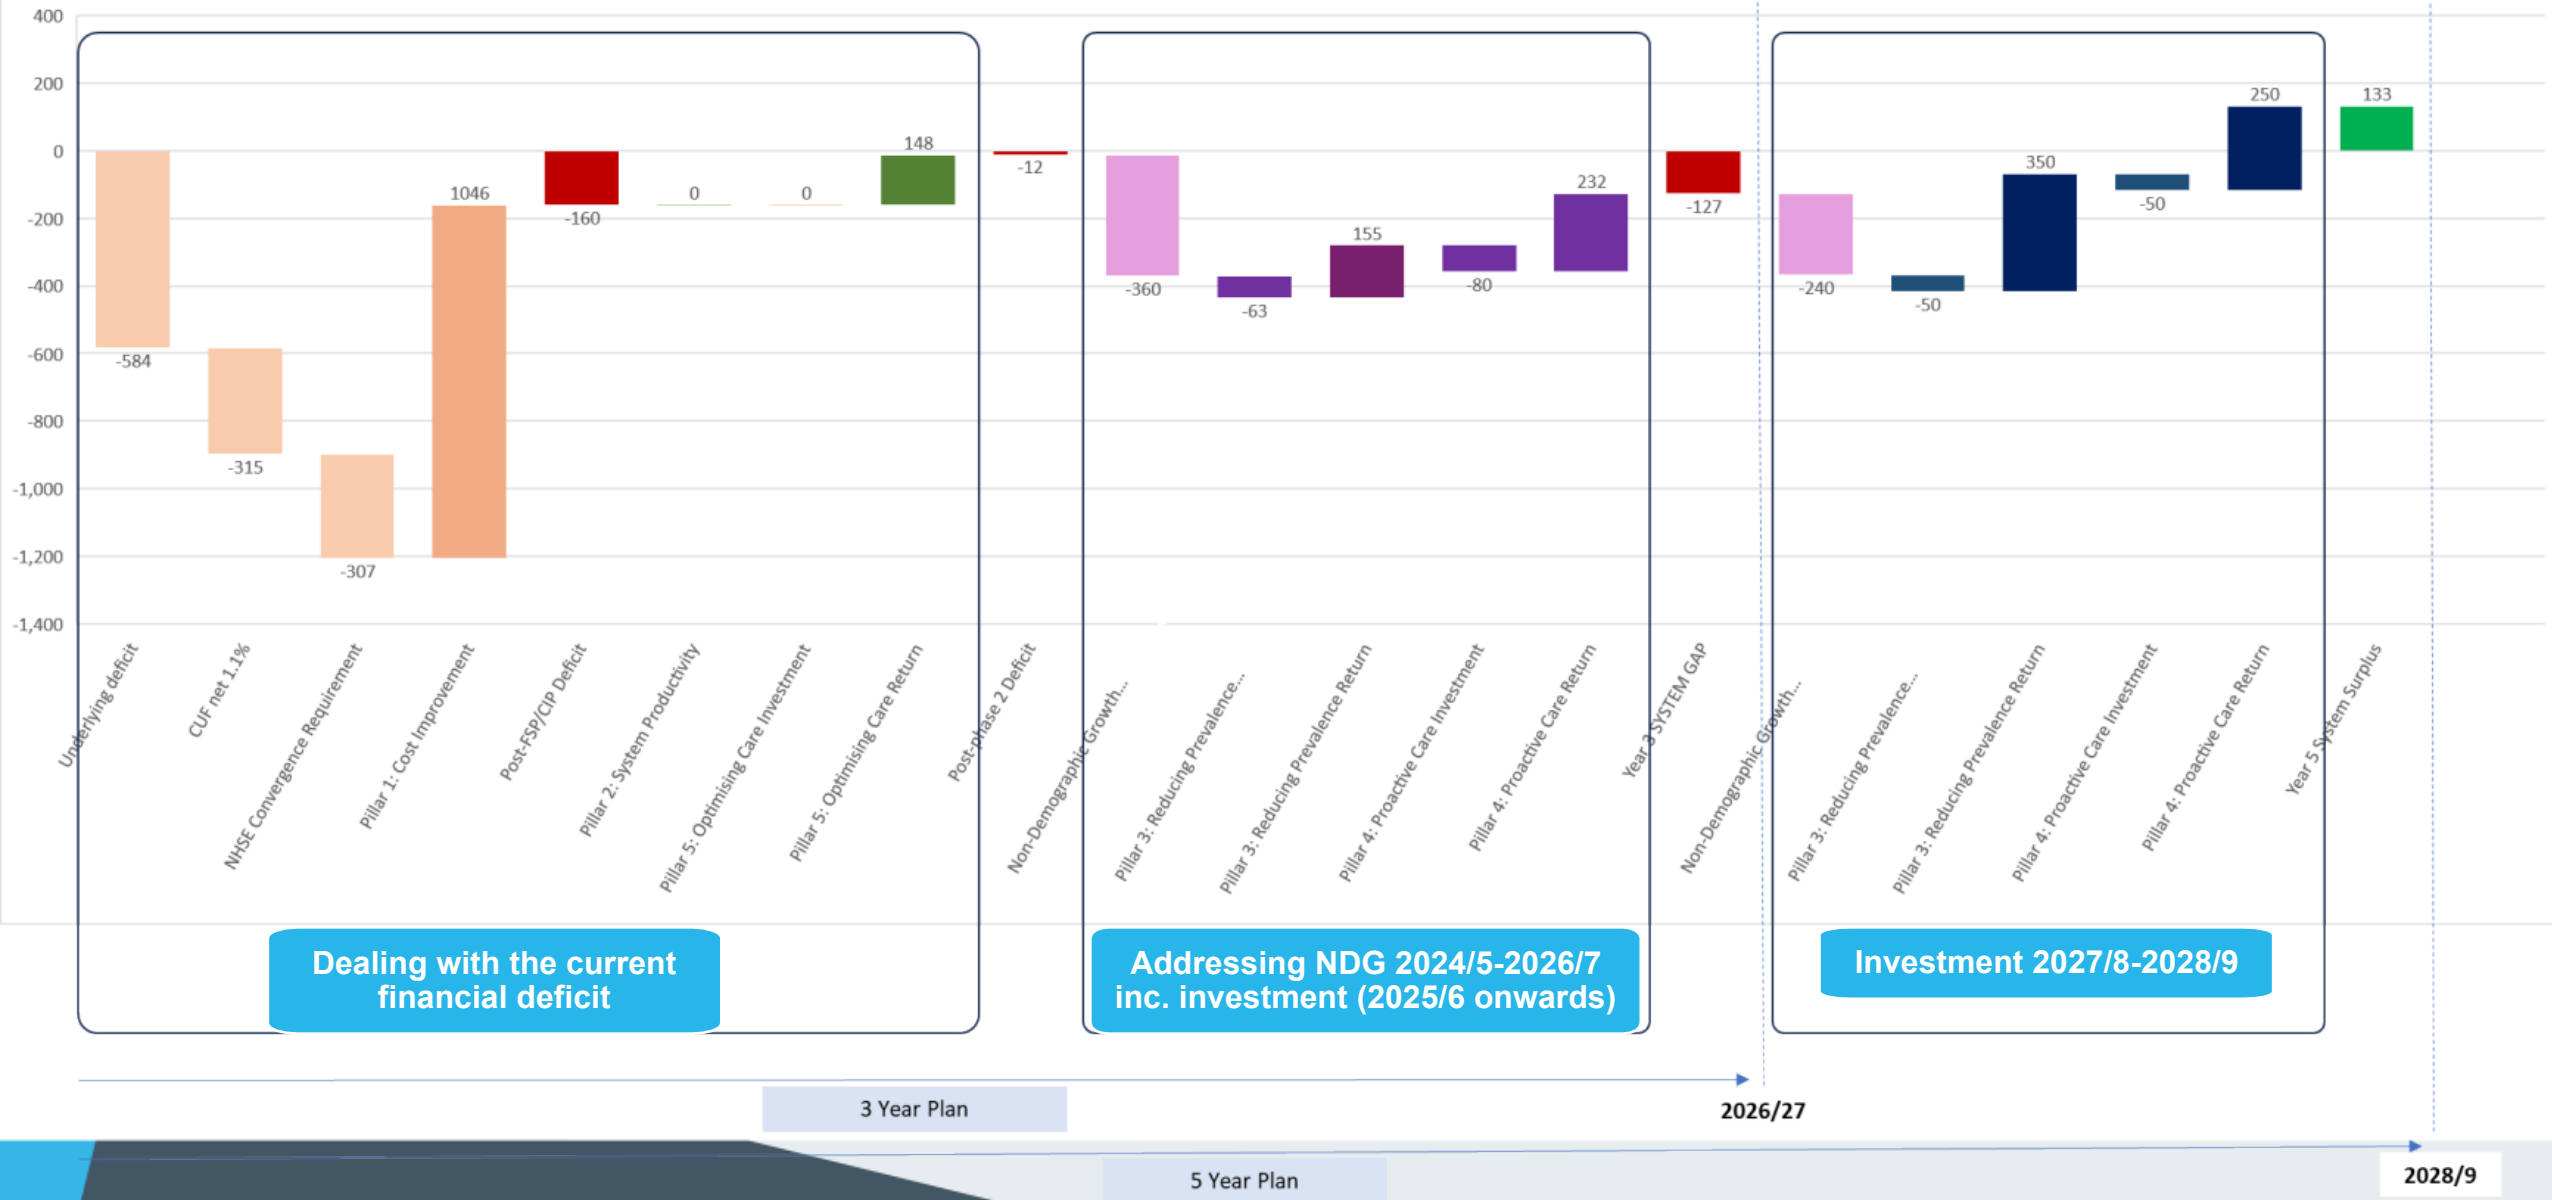 400
200
0
-200
-400
-600
-800
-1,000
-1,200
-1,400
-584
-315
-307
1046
-160
0
0
148
-12
-360
-63
155
-80
232
-127
-240
-50
350
-50
250
133
Underlying deficit
CUF net 1.1%
NHSE Convergence Requirement
Pillar 1: Cost Improvement
Post-FSP/CIP Deficit
Pillar 2: System Productivity
Pillar 5: Optimising Care Investment
Pillar 5: Optimising Care Return
Post-phase 2 Deficit
Non-Demographic Growth...
Pillar 3: Reducing Prevalence...
Pillar 3: Reducing Prevalence Return
Pillar 4: Proactive Care Investment
Pillar 4: Proactive Care Return
Year 3 SYSTEM GAP
Non-Demographic Growth...
Pillar 3: Reducing Prevalence...
Pillar 3: Reducing Prevalence Return
Pillar 4: Proactive Care Investment
Pillar 4: Proactive Care Return
Year 5 System Surplus
Dealing with the current
financial deficit
Addressing NDG 2024/5-2026/7
inc. investment (2025/6 onwards)
Investment 2027/8-2028/9
3 Year Plan
2026/27
5 Year Plan
2028/9